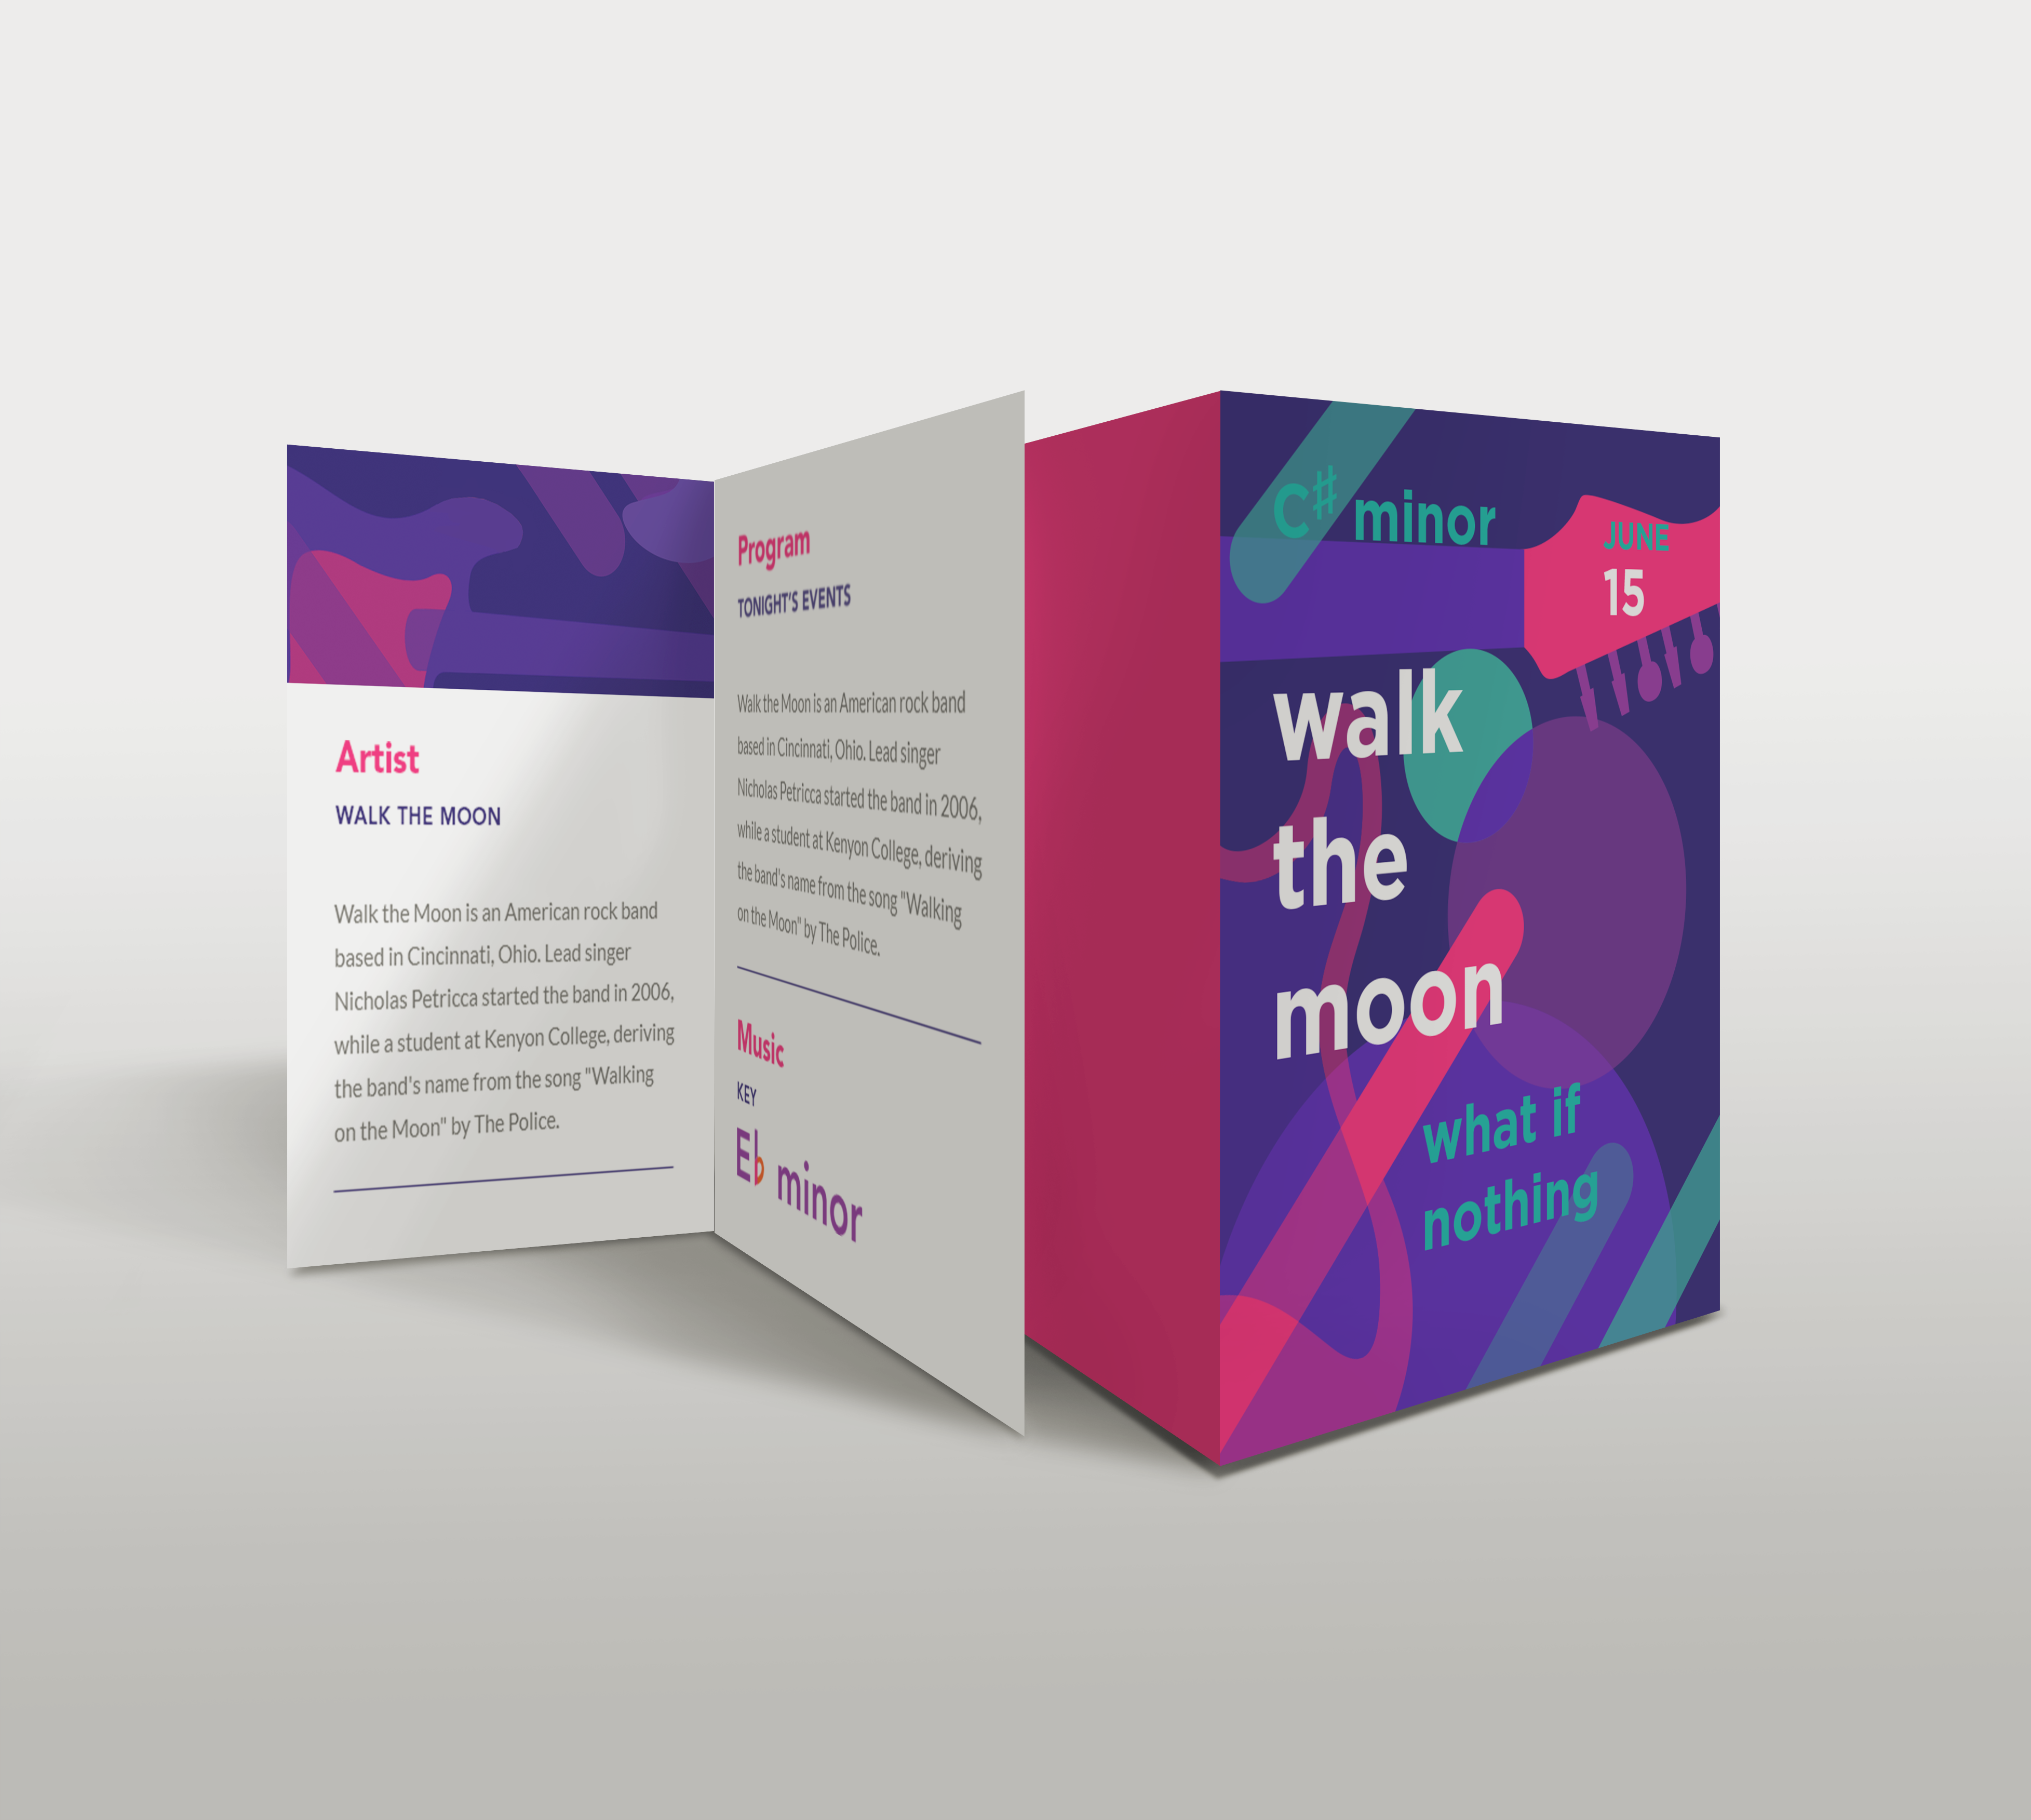 Artist
WALK THE MOON
Walk the Moon is an American rock band
based in Cincinnati, Ohio. Lead singer
Nicholas Petricca started the band in 2006,
while a student at Kenyon College, deriving
the band's name from the song "Walking
on the Moon" by The Police.
Program
TONIGHT'S EVENTS
Walk the Moon is an American rock band
based in Cincinnati, Ohio. Lead singer
Nicholas Petricca started the band in 2006,
while a student at Kenyon College, deriving
the band's name from the song "Walking
on the Moon" by The Police.
Music
KEY
E♭ minor
C♯ minor
JUNE
15
walk
the
moon
what if
nothing